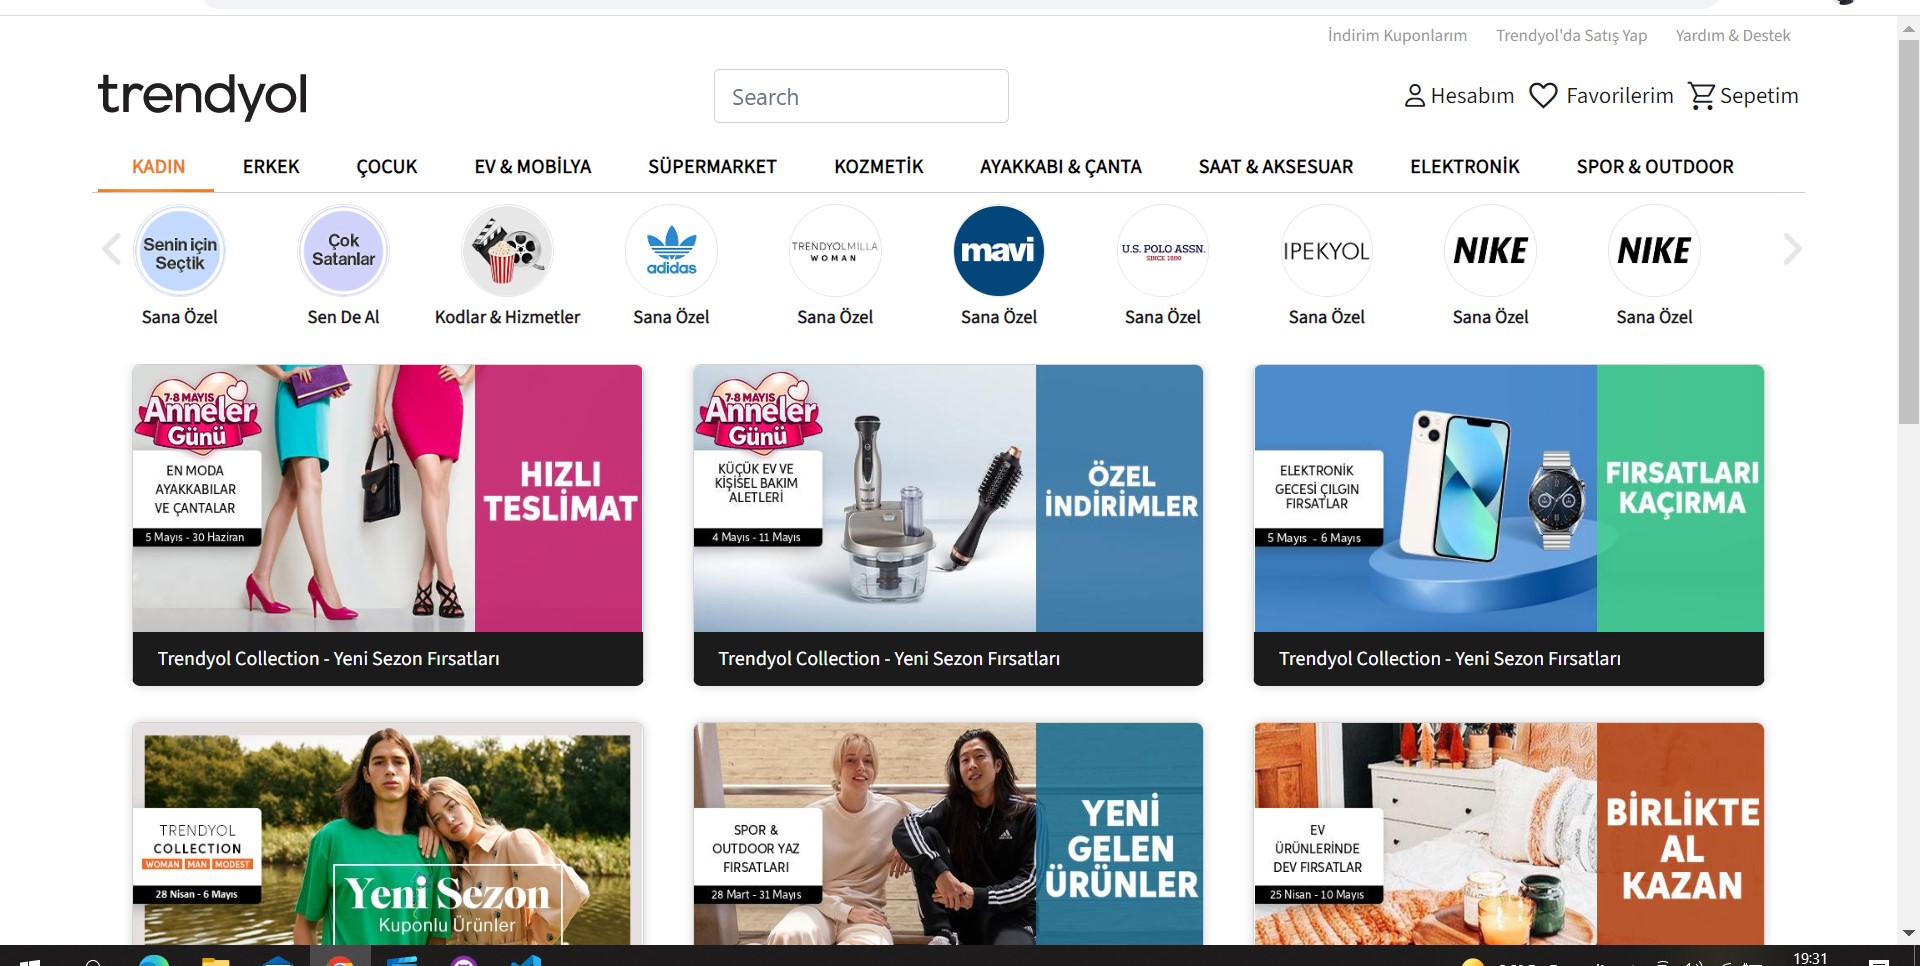 İndirim Kuponlarım Trendyol'da Satış Yap Yardım & Destek
trendyol Search Hesabım Favorilerim Sepetim
KADIN ERKEK ÇOCUK EV & MOBİLYA SÜPERMARKET KOZMETİK AYAKKABI & ÇANTA SAAT & AKSESUAR ELEKTRONİK SPOR & OUTDOOR
Senin için
Seçtik
Çok
Satanlar
adidas
TRENDYOLMİLLA
WOMAN
mavi
U.S. POLO ASSN.
SINCE 1890
IPEKYOL
NIKE
NIKE
Sana Özel Sen De Al Kodlar & Hizmetler Sana Özel Sana Özel Sana Özel Sana Özel Sana Özel Sana Özel Sana Özel
7-8 MAYIS
Anneler
Günü
EN MODA
AYAKKABILAR
VE ÇANTALAR
5 Mayıs - 30 Haziran
HIZLI
TESLİMAT
Trendyol Collection - Yeni Sezon Fırsatları
7-8 MAYIS
Anneler
Günü
KÜÇÜK EV VE
KİŞİSEL BAKIM
ALETLERİ
4 Mayıs - 11 Mayıs
ÖZEL
İNDİRİMLER
Trendyol Collection - Yeni Sezon Fırsatları
ELEKTRONİK
GECESİ ÇILGIN
FIRSATLAR
5 Mayıs - 6 Mayıs
FIRSATLARI
KAÇIRMA
Trendyol Collection - Yeni Sezon Fırsatları
TRENDYOL
COLLECTION
WOMAN MAN MODEST
28 Nisan - 6 Mayıs
Yeni Sezon
Kuponlu Ürünler
SPOR &
OUTDOOR YAZ
FIRSATLARI
28 Mart - 31 Mayıs
adidas
YENİ
GELEN
ÜRÜNLER
EV
ÜRÜNLERİNDE
DEV FIRSATLAR
25 Nisan - 10 Mayıs
BİRLİKTE
AL
KAZAN
19:31